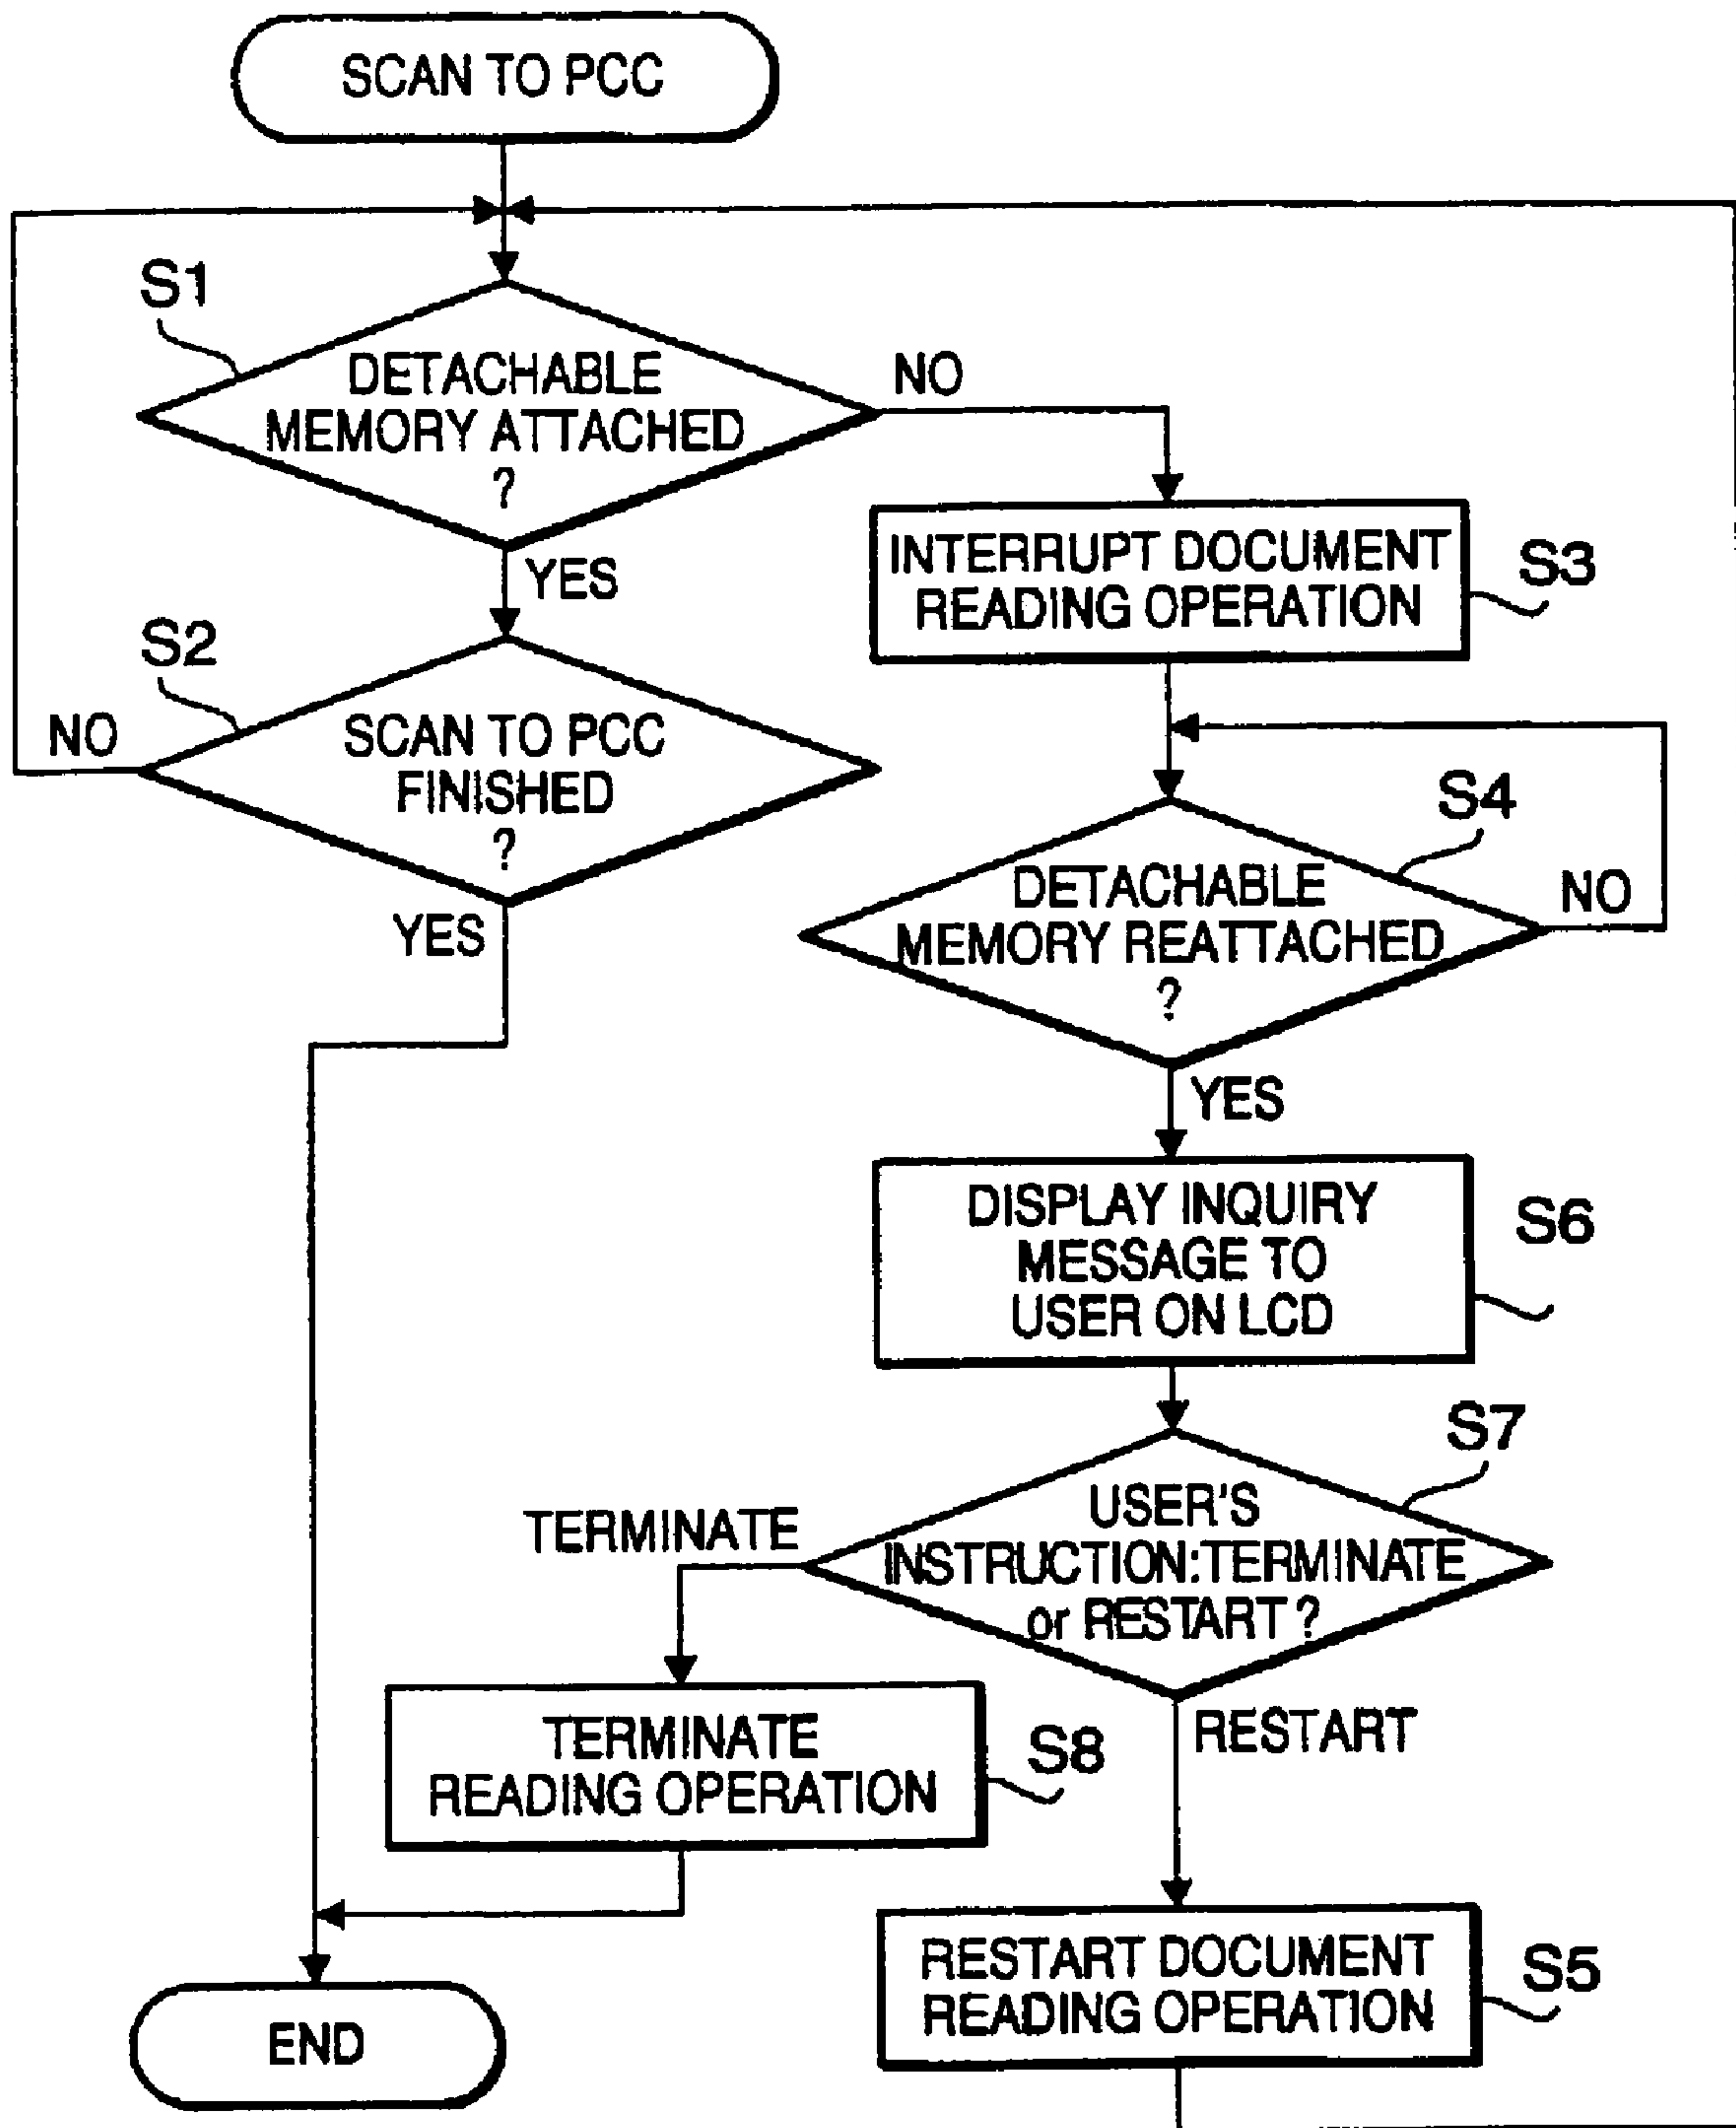 SCAN TO PCC
S1
DETACHABLE
MEMORY ATTACHED
?
NO
YES
INTERRUPT DOCUMENT
READING OPERATION
S3
S2
NO
SCAN TO PCC
FINISHED
?
YES
S4
DETACHABLE
MEMORY REATTACHED
?
NO
YES
DISPLAY INQUIRY
MESSAGE TO
USER ON LCD
S6
S7
USER'S
INSTRUCTION:TERMINATE
or RESTART ?
TERMINATE
RESTART
TERMINATE
READING OPERATION
S8
RESTART DOCUMENT
READING OPERATION
S5
END